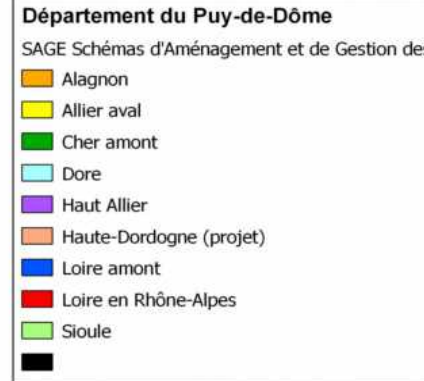 Département du Puy-de-Dôme
SAGE Schémas d'Aménagement et de Gestion des
Alagnon
Allier aval
Cher amont
Dore
Haut Allier
Haute-Dordogne (projet)
Loire amont
Loire en Rhône-Alpes
Sioule